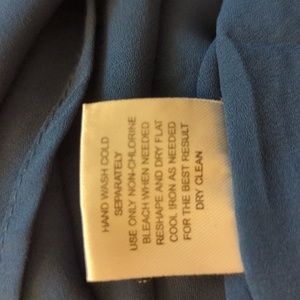 HAND WASH COLD
SEPARATELY
USE ONLY NON-CHLORINE
BLEACH WHEN NEEDED
RESHAPE AND DRY FLAT
COOL IRON AS NEEDED
FOR THE BEST RESULT
DRY CLEAN